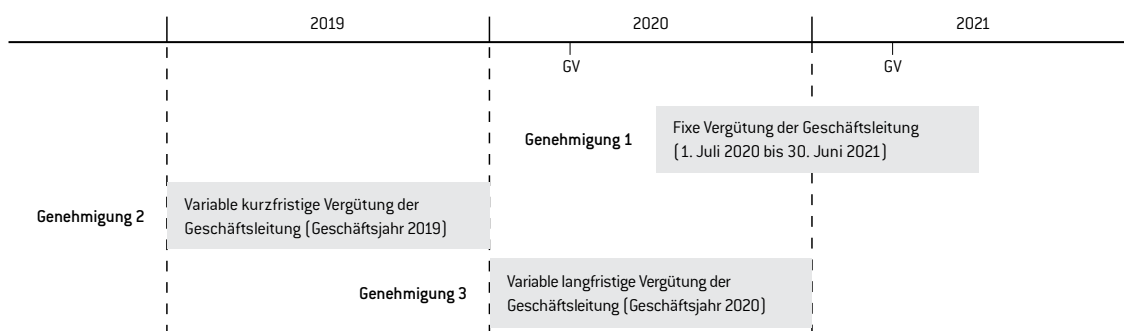 2019 2020 2021
GV GV
Genehmigung 1
Fixe Vergütung der Geschäftsleitung
(1. Juli 2020 bis 30. Juni 2021)
Genehmigung 2
Variable kurzfristige Vergütung der
Geschäftsleitung (Geschäftsjahr 2019)
Genehmigung 3
Variable langfristige Vergütung der
Geschäftsleitung (Geschäftsjahr 2020)